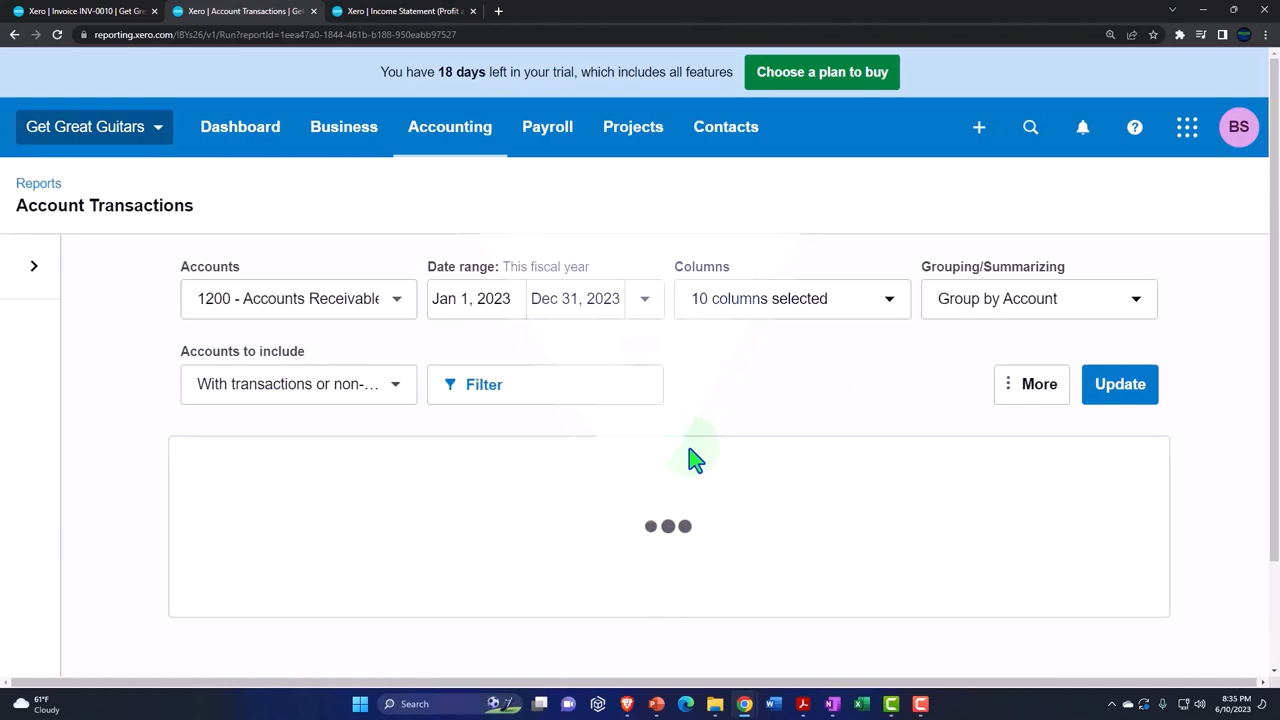 Xero | Invoice INV-0010 | Get Gre
Xero | Account Transactions | Get
Xero | Income Statement (Profit a
reporting.xero.com/!BYs26/v1/Run?reportId=1eea47a0-1844-461b-b188-950eabb97527
You have 18 days left in your trial, which includes all features
Choose a plan to buy
Get Great Guitars
Dashboard
Business
Accounting
Payroll
Projects
Contacts
BS
Reports
Account Transactions
Accounts
Date range: This fiscal year
Columns
Grouping/Summarizing
1200 - Accounts Receivable
Jan 1, 2023
Dec 31, 2023
10 columns selected
Group by Account
Accounts to include
With transactions or non-...
Filter
More
Update
61°F
Cloudy
Search
8:35 PM
6/10/2023